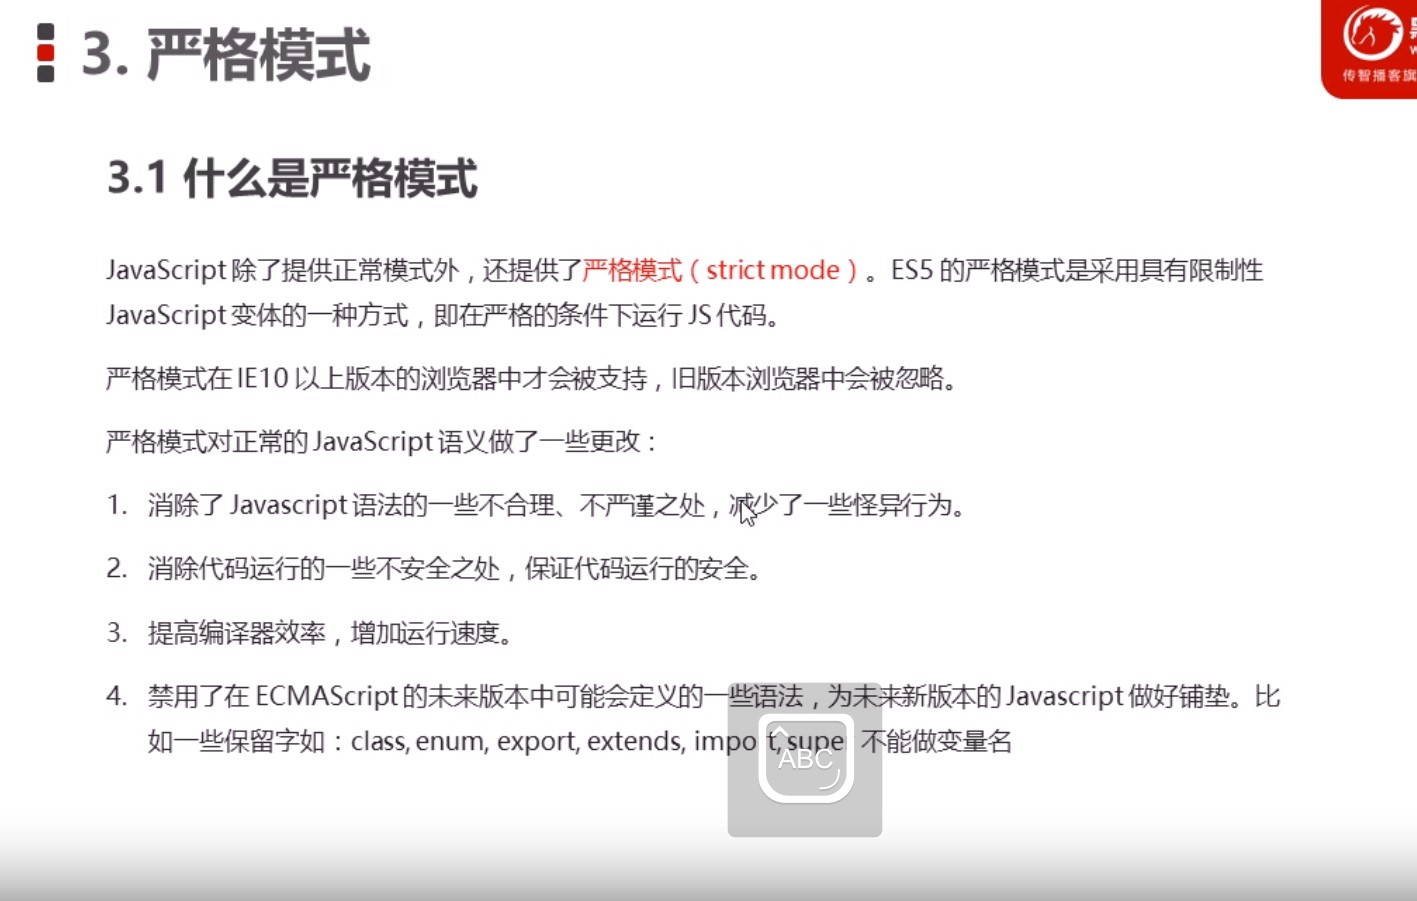 3. 严格模式
传智播客旗
3.1 什么是严格模式
JavaScript 除了提供正常模式外，还提供了严格模式（strict mode）。ES5 的严格模式是采用具有限制性
JavaScript 变体的一种方式，即在严格的条件下运行 JS 代码。
严格模式在 IE10 以上版本的浏览器中才会被支持，旧版本浏览器中会被忽略。
严格模式对正常的 JavaScript 语义做了一些更改：
1. 消除了 Javascript 语法的一些不合理、不严谨之处，减少了一些怪异行为。
2. 消除代码运行的一些不安全之处，保证代码运行的安全。
3. 提高编译器效率，增加运行速度。
4. 禁用了在 ECMAScript 的未来版本中可能会定义的一些语法，为未来新版本的 Javascript 做好铺垫。比
如一些保留字如：class, enum, export, extends, import, supe 不能做变量名
ABC